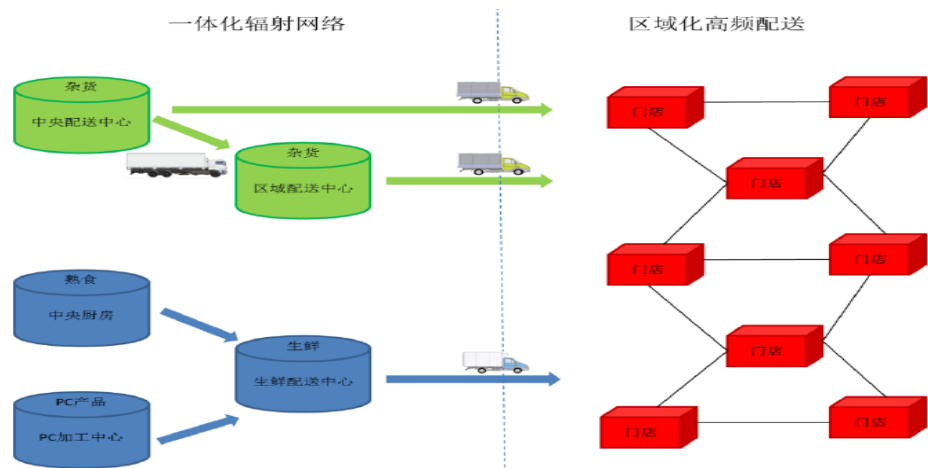 一体化辐射网络
区域化高频配送
杂货
中央配送中心
杂货
区域配送中心
熟食
中央厨房
生鲜
生鲜配送中心
PC产品
PC加工中心
门店
门店
门店
门店
门店
门店
门店
门店